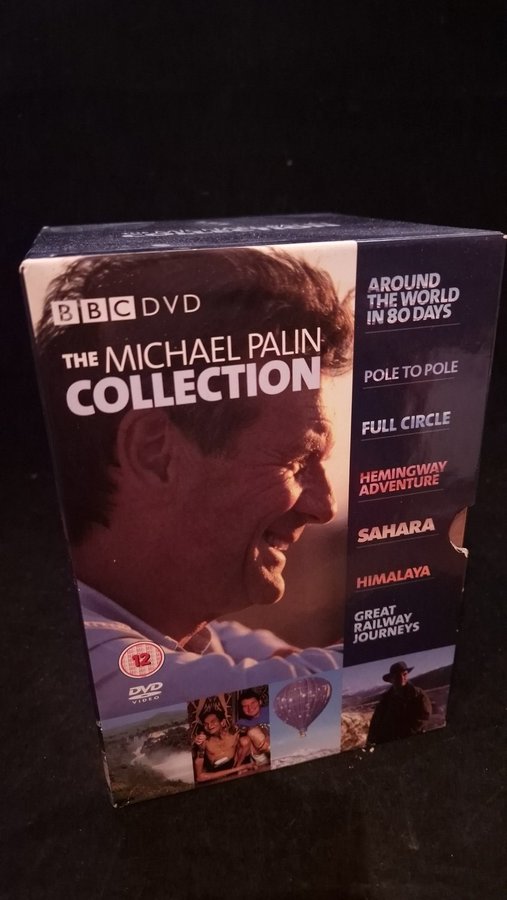 BBC DVD
THE MICHAEL PALIN
COLLECTION
AROUND
THE WORLD
IN 80 DAYS
POLE TO POLE
FULL CIRCLE
HEMINGWAY
ADVENTURE
SAHARA
HIMALAYA
GREAT
RAILWAY
JOURNEYS
12
DVD
VIDEO